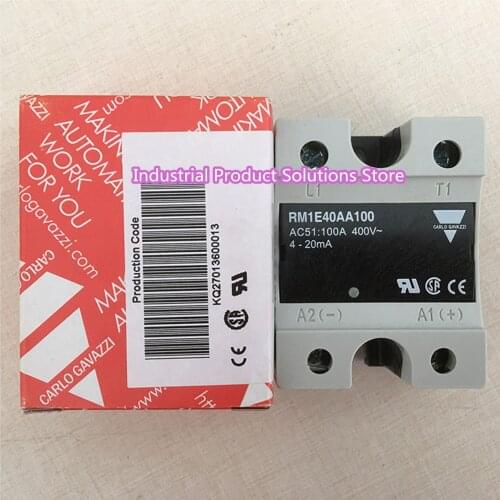 Industrial Product Solutions Store
MAKING
AUTOMATION
WORK
FOR YOU
CARLO GAVAZZI
Production Code
KQ27013600013
CE
L1 T1
RM1E40AA100
AC51:100A 400V~
4 - 20mA
CARLO GAVAZZI
CE
A2(-) A1(+)